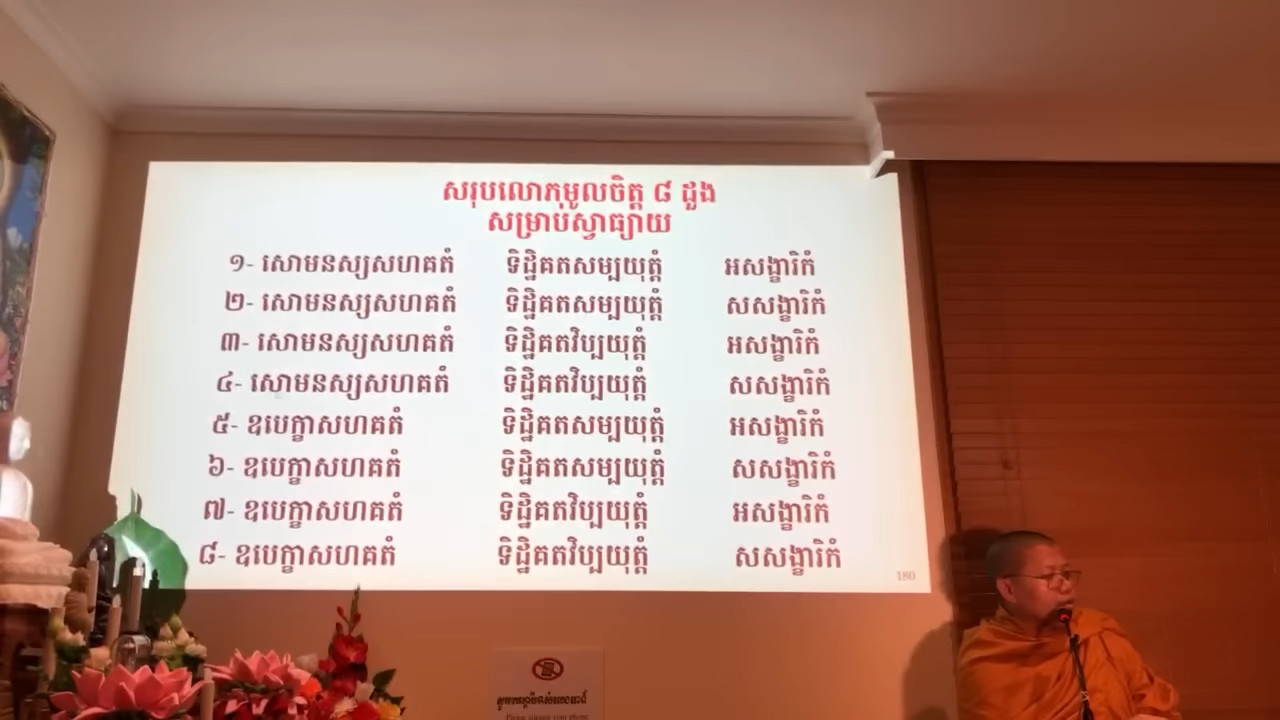 សរុបលោភមូលចិត្ត ៨ ដួង
សម្រាប់ស្វាធ្យាយ
១- សោមនស្សសហគតំ ទិដ្ឋិគតសម្បយុត្តំ អសង្ខារិកំ
២- សោមនស្សសហគតំ ទិដ្ឋិគតសម្បយុត្តំ សសង្ខារិកំ
៣- សោមនស្សសហគតំ ទិដ្ឋិគតវិប្បយុត្តំ អសង្ខារិកំ
៤- សោមនស្សសហគតំ ទិដ្ឋិគតវិប្បយុត្តំ សសង្ខារិកំ
៥- ឧបេក្ខាសហគតំ ទិដ្ឋិគតសម្បយុត្តំ អសង្ខារិកំ
៦- ឧបេក្ខាសហគតំ ទិដ្ឋិគតសម្បយុត្តំ សសង្ខារិកំ
៧- ឧបេក្ខាសហគតំ ទិដ្ឋិគតវិប្បយុត្តំ អសង្ខារិកំ
៨- ឧបេក្ខាសហគតំ ទិដ្ឋិគតវិប្បយុត្តំ សសង្ខារិកំ
180